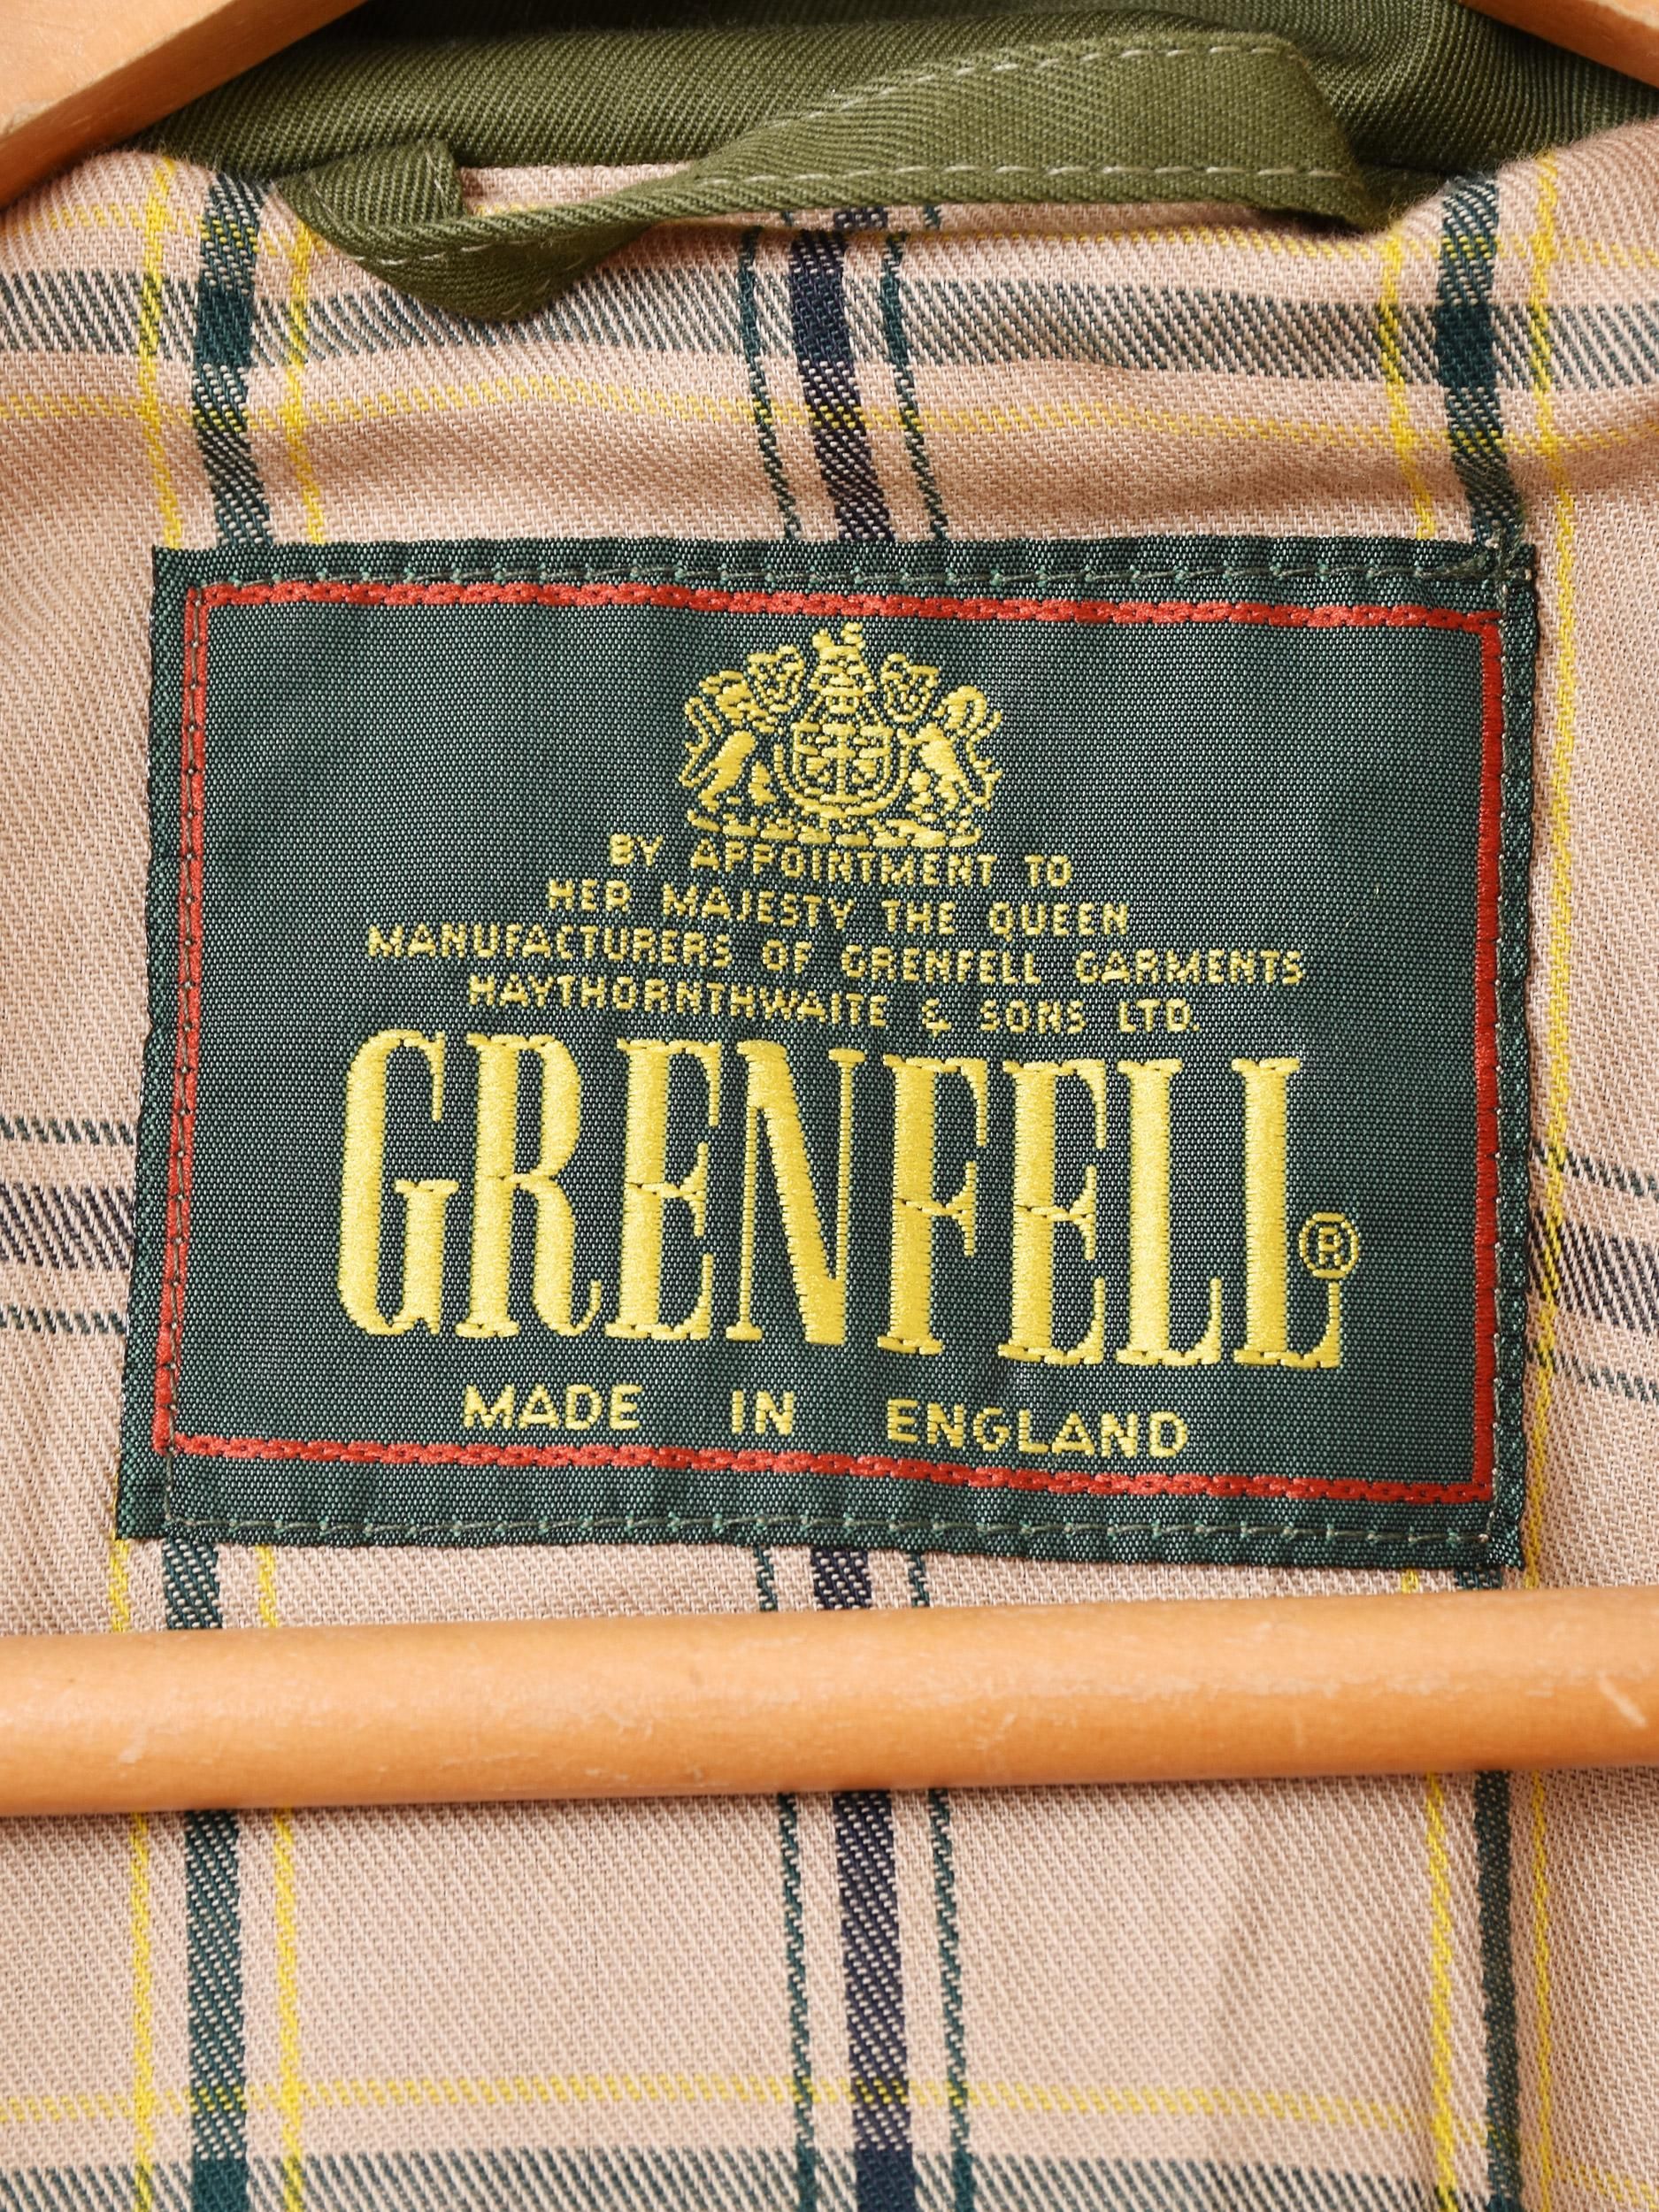 BY APPOINTMENT TO
HER MAJESTY THE QUEEN
MANUFACTURERS OF GRENFELL GARMENTS
HAYTHORNTHWAITE & SONS LTD.
GRENFELL®
MADE IN ENGLAND